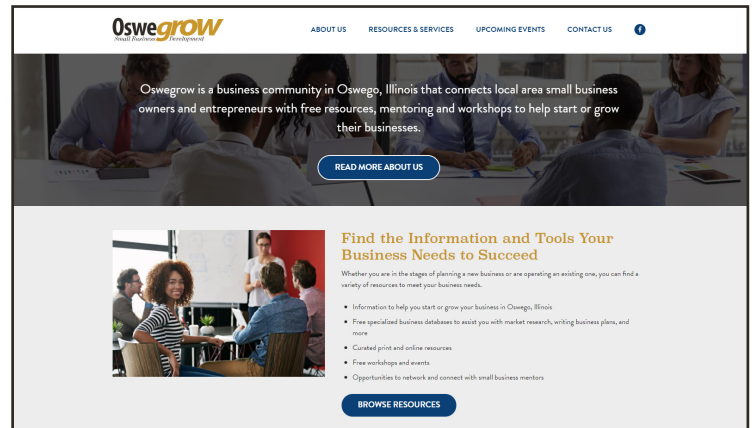 Oswegrow
Small Business Development
ABOUT US
RESOURCES & SERVICES
UPCOMING EVENTS
CONTACT US
f
Oswegrow is a business community in Oswego, Illinois that connects local area small business
owners and entrepreneurs with free resources, mentoring and workshops to help start or grow
their businesses.
READ MORE ABOUT US
Find the Information and Tools Your
Business Needs to Succeed
Whether you are in the stages of planning a new business or are operating an existing one, you can find a
variety of resources to meet your business needs.
• Information to help you start or grow your business in Oswego, Illinois
• Free specialized business databases to assist you with market research, writing business plans, and
more
• Curated print and online resources
• Free workshops and events
• Opportunities to network and connect with small business mentors
BROWSE RESOURCES